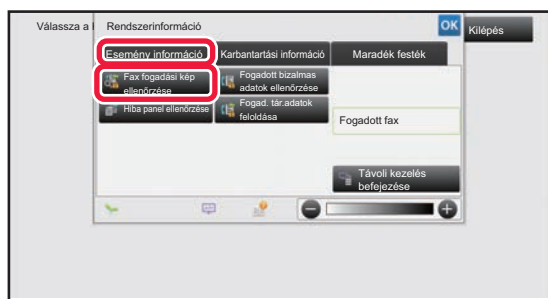 Válassza a
Rendszerinformáció
OK
Kilépés
Esemény információ
Karbantartási információ
Maradék festék
Fax fogadási kép
ellenőrzése
Fogadott bizalmas
adatok ellenőrzése
Hiba panel ellenőrzése
Fogad. tár.adatok
feloldása
Fogadott fax
Távoli kezelés
befejezése